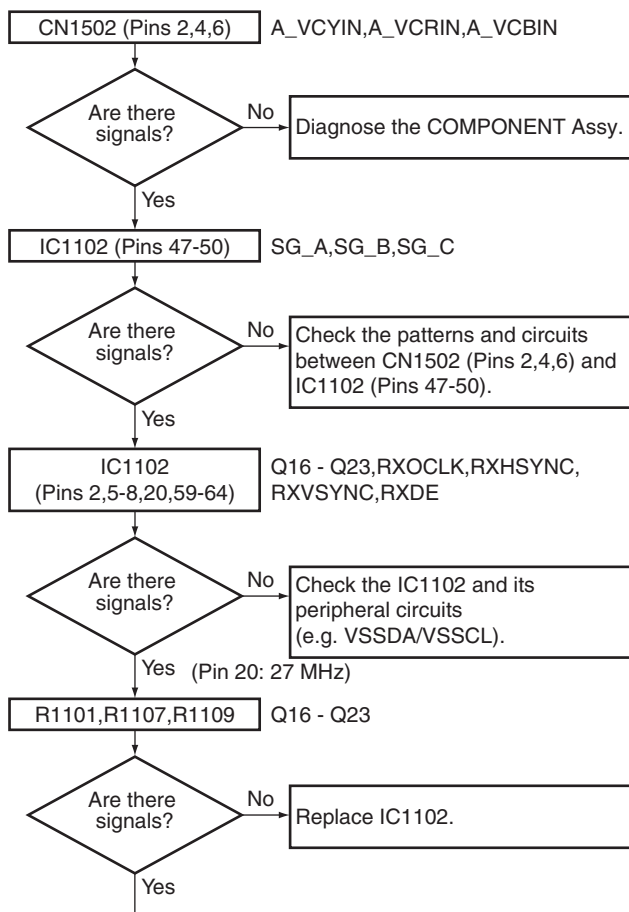 CN1502 (Pins 2,4,6)
A_VCYIN,A_VCRIN,A_VCBIN
Are there
signals?
No
Diagnose the COMPONENT Assy.
Yes
IC1102 (Pins 47-50)
SG_A,SG_B,SG_C
Are there
signals?
No
Check the patterns and circuits
between CN1502 (Pins 2,4,6) and
IC1102 (Pins 47-50).
Yes
IC1102
(Pins 2,5-8,20,59-64)
Q16 - Q23,RXOCLK,RXHSYNC,
RXVSYNC,RXDE
Are there
signals?
No
Check the IC1102 and its
peripheral circuits
(e.g. VSSDA/VSSCL).
Yes
(Pin 20: 27 MHz)
R1101,R1107,R1109
Q16 - Q23
Are there
signals?
No
Replace IC1102.
Yes